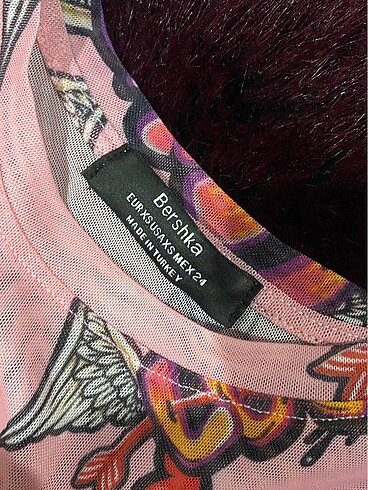 Bershka
EUR XS USA XS MEX 24
MADE IN TURKEY